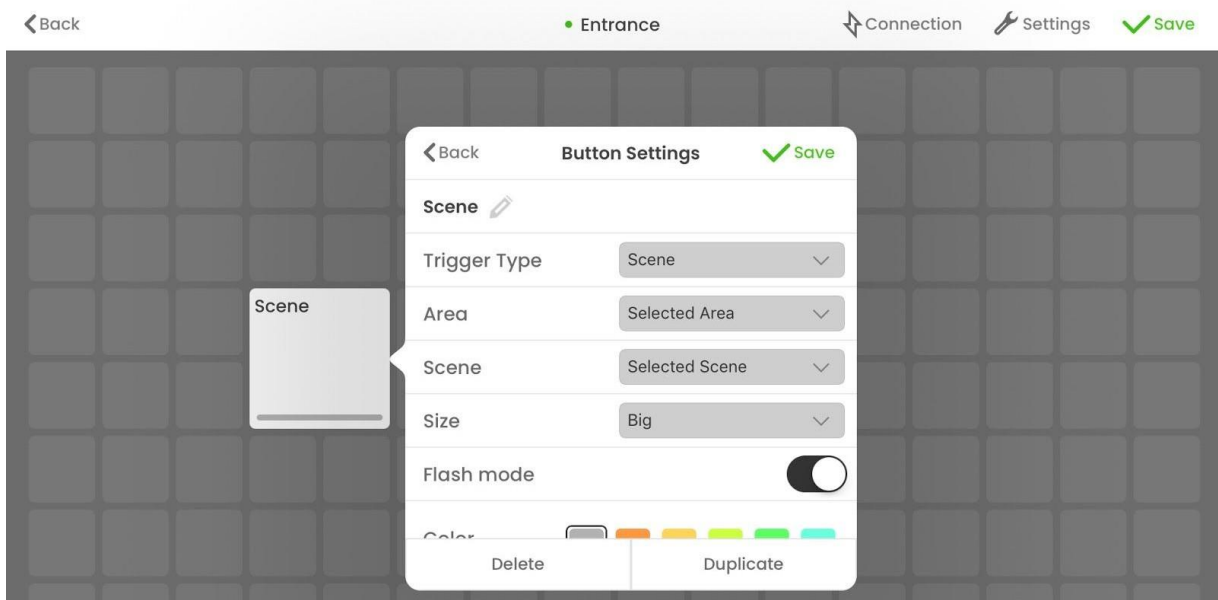 Back
Entrance
Connection
Settings
Save
Back
Button Settings
Save
Scene
Trigger Type
Scene
Scene
Area
Selected Area
Scene
Selected Scene
Size
Big
Flash mode
Color
Delete
Duplicate